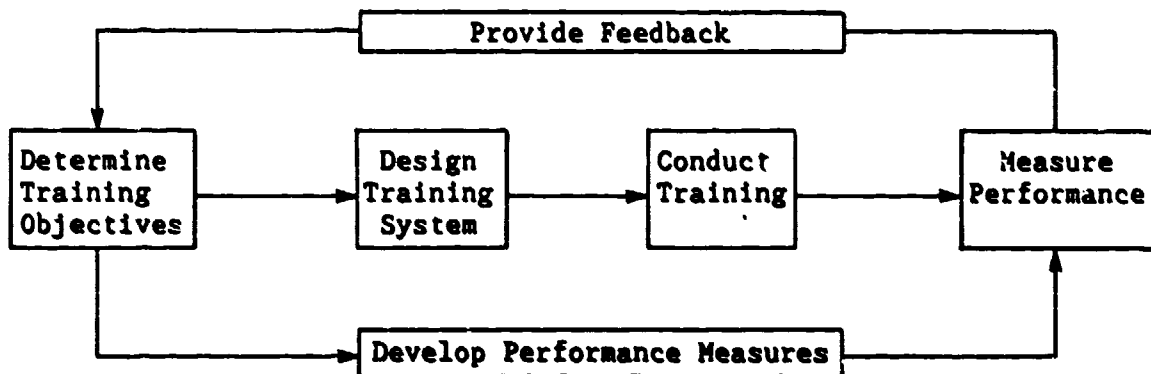 Provide Feedback
Determine
Training
Objectives
Design
Training
System
Conduct
Training
Measure
Performance
Develop Performance Measures